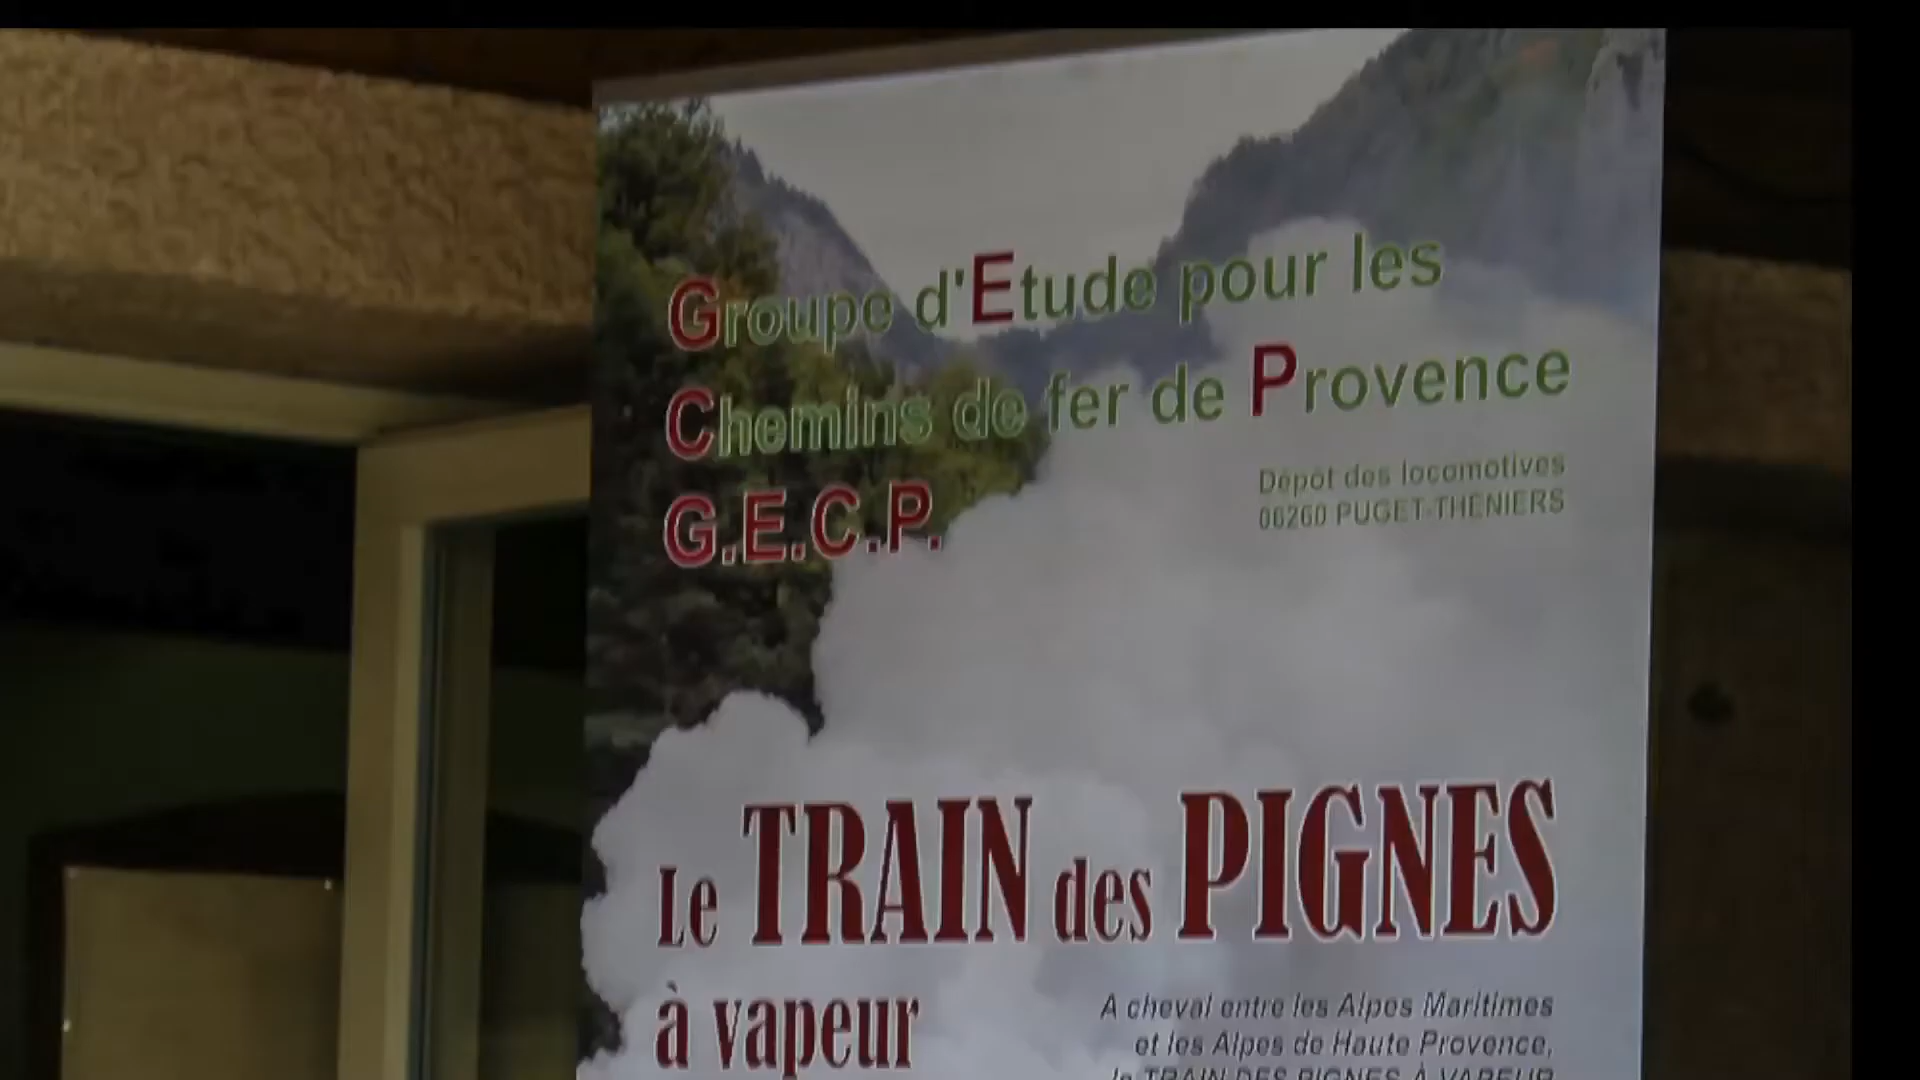 Groupe d'Etude pour les
Chemins de fer de Provence
G.E.C.P.
Dépôt des locomotives
06260 PUGET-THENIERS
Le TRAIN des PIGNES
à vapeur
A cheval entre les Alpes Maritimes
et les Alpes de Haute Provence,
le TRAIN DES PIGNES À VAPEUR